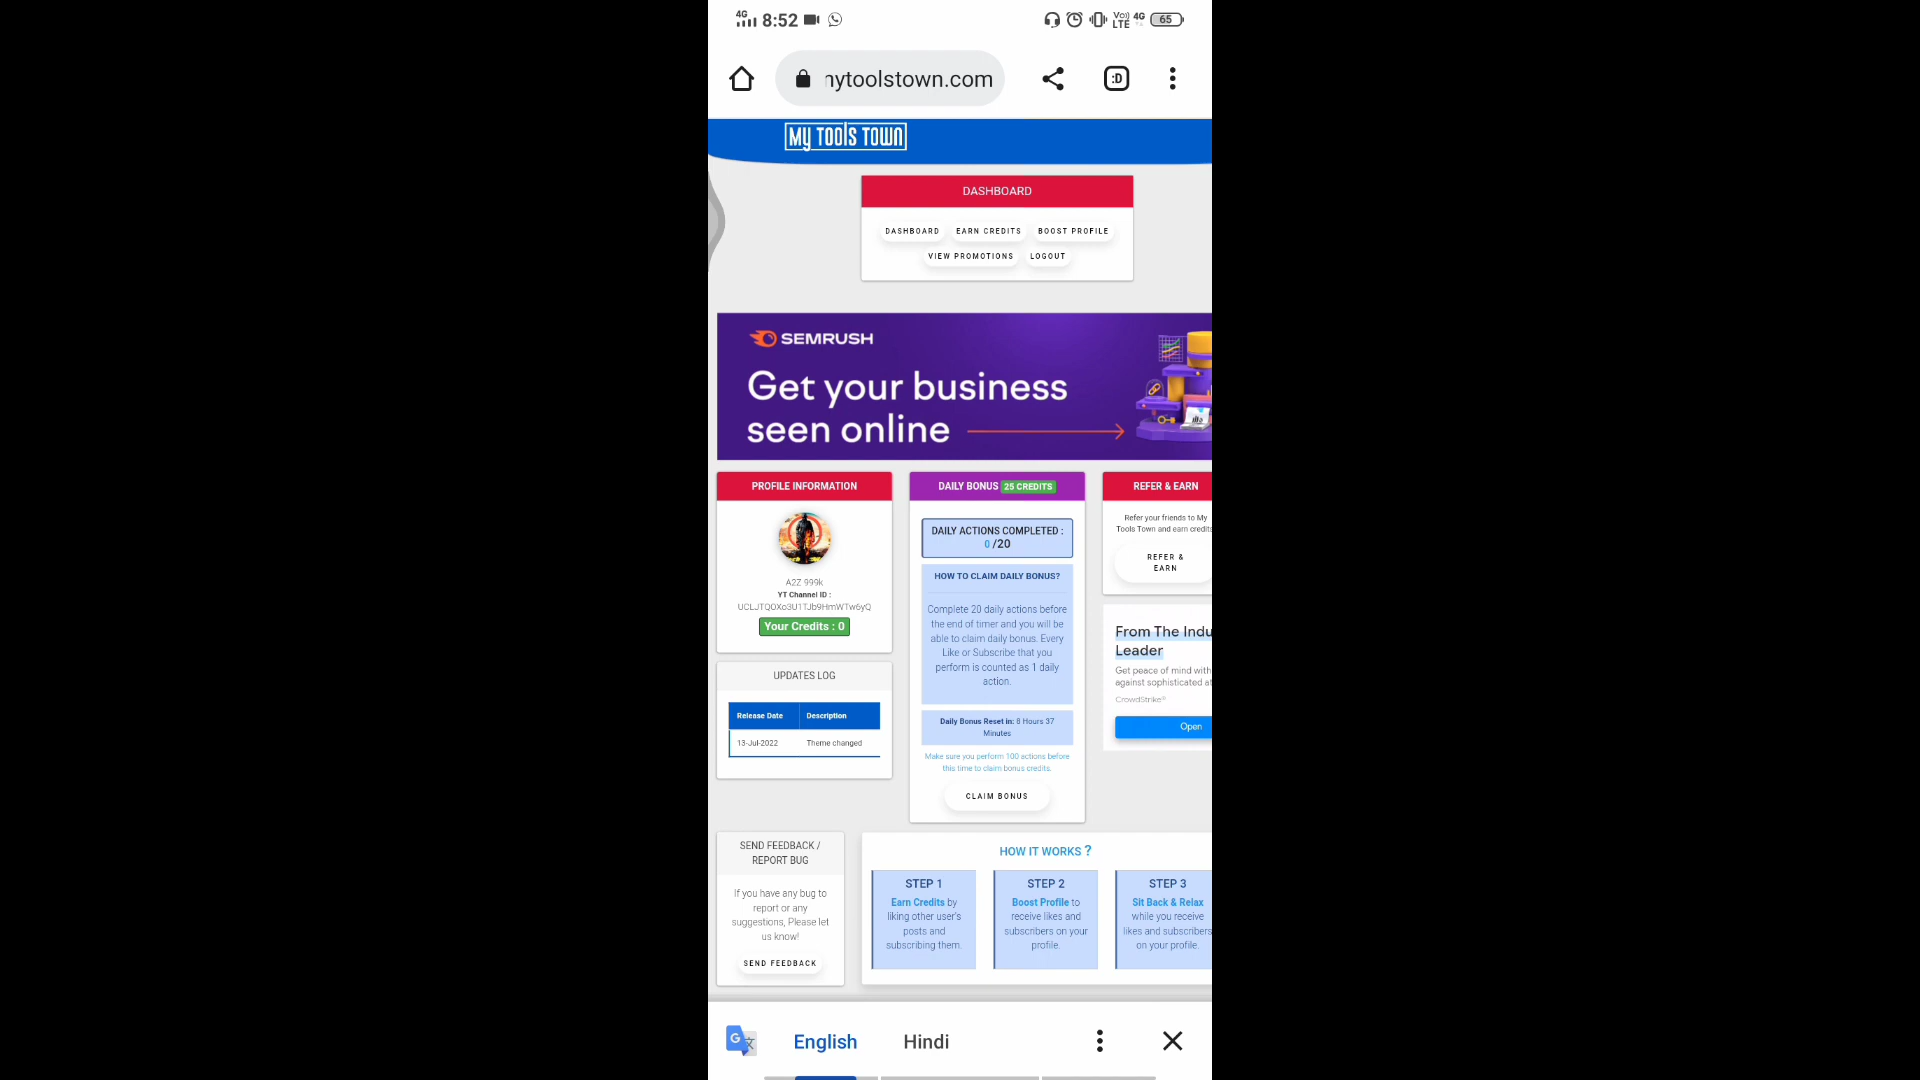 4G 8:52
Vo)) LTE 4G 65
mytoolstown.com
:D
My Tools Town
DASHBOARD
DASHBOARD EARN CREDITS BOOST PROFILE
VIEW PROMOTIONS LOGOUT
SEMRUSH
Get your business
seen online
PROFILE INFORMATION
A2Z 999k
YT Channel ID :
Your Credits : 0
UPDATES LOG
Release Date Description
13-Jul-2022 Theme changed
DAILY BONUS 25 CREDITS
DAILY ACTIONS COMPLETED :
0 /20
HOW TO CLAIM DAILY BONUS?
Complete 20 daily actions before
the end of timer and you will be
able to claim daily bonus. Every
Like or Subscribe that you
perform is counted as 1 daily
action.
Daily Bonus Reset in: 8 Hours 37
Minutes
Make sure you perform 100 actions before
this time to claim bonus credits.
CLAIM BONUS
REFER & EARN
Refer your friends to My
Tools Town and earn credits
REFER &
EARN
From The Indu
Leader
Get peace of mind with
against sophisticated at
CrowdStrike®
Open
SEND FEEDBACK /
REPORT BUG
If you have any bug to
report or any
suggestions, Please let
us know!
SEND FEEDBACK
HOW IT WORKS ?
STEP 1
Earn Credits by
liking other user's
posts and
subscribing them.
STEP 2
Boost Profile to
receive likes and
subscribers on your
profile.
STEP 3
Sit Back & Relax
while you receive
likes and subscribers
on your profile.
G 文 English Hindi